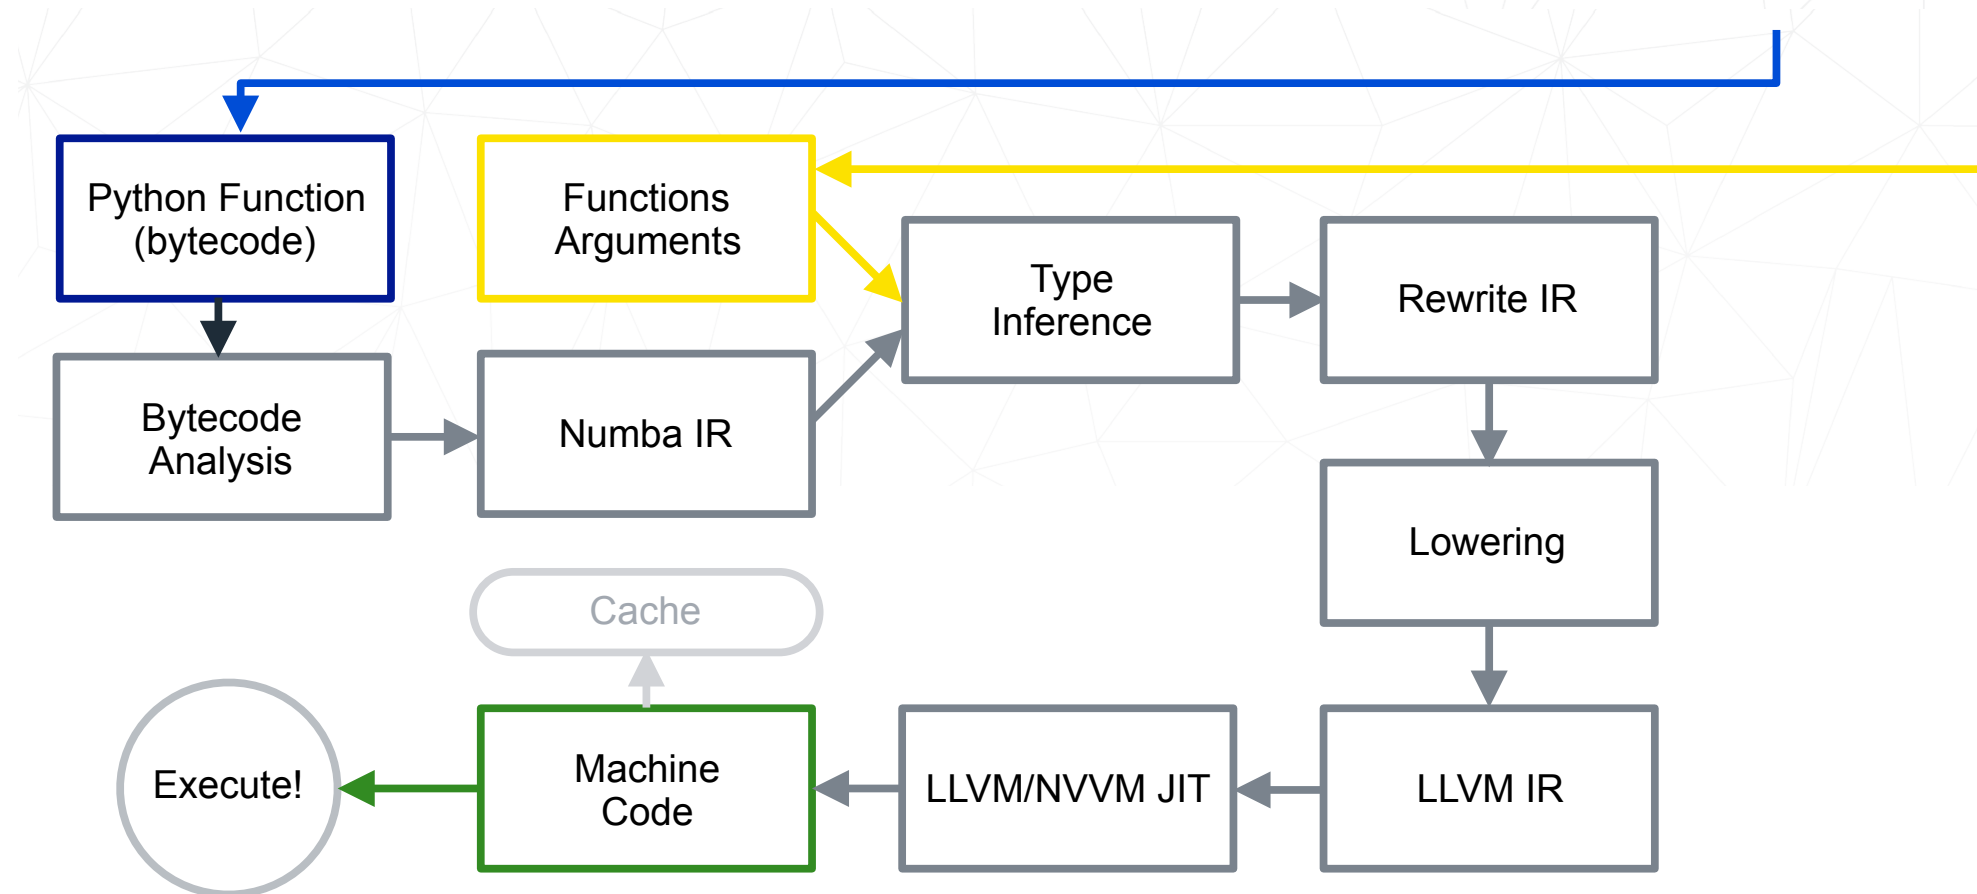 Python Function
(bytecode)
Functions
Arguments
Type
Inference
Rewrite IR
Bytecode
Analysis
Numba IR
Lowering
Cache
Execute!
Machine
Code
LLVM/NVVM JIT
LLVM IR